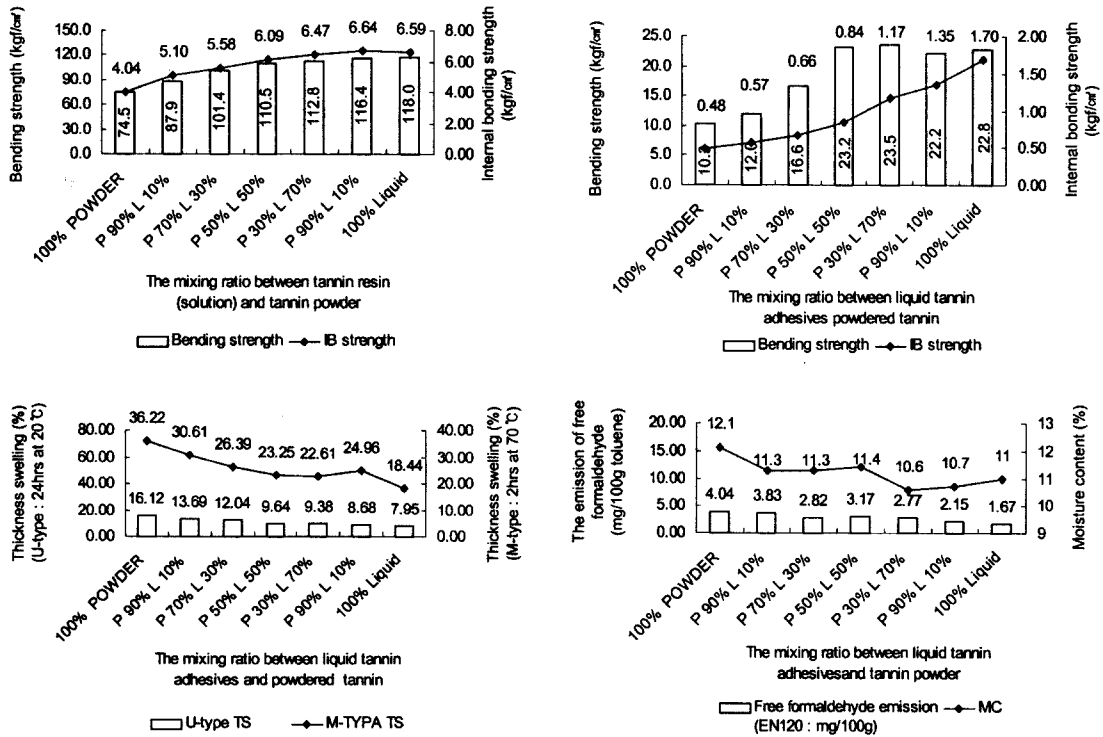 Bending strength (kgf/㎠)
150.0
120.0
90.0
60.0
30.0
0.0
4.04
5.10
5.58
6.09
6.47
6.64
6.59
74.5
87.9
101.4
110.5
112.8
116.4
118.0
8.00
6.00
4.00
2.00
0.00
Internal bonding strength
(kgf/㎠)
100% POWDER
P 90% L 10%
P 70% L 30%
P 50% L 50%
P 30% L 70%
P 90% L 10%
100% Liquid
The mixing ratio between tannin resin
(solution) and tannin powder
Bending strength
IB strength
Bending strength (kgf/㎠)
25.0
20.0
15.0
10.0
5.0
0.0
0.48
0.57
0.66
0.84
1.17
1.35
1.70
16.6
23.2
23.5
22.2
22.8
2.00
1.50
1.00
0.50
0.00
Internal bonding strength
(kgf/㎠)
100% POWDER
P 90% L 10%
P 70% L 30%
P 50% L 50%
P 30% L 70%
P 90% L 10%
100% Liquid
The mixing ratio between liquid tannin
adhesives powdered tannin
Bending strength
IB strength
Thickness swelling (%)
(U-type : 24hrs at 20℃)
80.00
60.00
40.00
20.00
0.00
36.22
30.61
26.39
23.25
22.61
24.96
18.44
16.12
13.69
12.04
9.64
9.38
8.68
7.95
40.00
30.00
20.00
10.00
0.00
Thickness swelling (%)
(M-type : 2hrs at 70℃)
100% POWDER
P 90% L 10%
P 70% L 30%
P 50% L 50%
P 30% L 70%
P 90% L 10%
100% Liquid
The mixing ratio between liquid tannin
adhesives and powdered tannin
U-type TS
M-TYPA TS
The emission of free
formaldehyde
(mg/100g toluene)
20.00
15.00
10.00
5.00
0.00
12.1
11.3
11.3
11.4
10.6
10.7
11
4.04
3.83
2.82
3.17
2.77
2.15
1.67
13
12
11
10
9
Moisture content (%)
100% POWDER
P 90% L 10%
P 70% L 30%
P 50% L 50%
P 30% L 70%
P 90% L 10%
100% Liquid
The mixing ratio between liquid tannin
adhesivesand tannin powder
Free formaldehyde emission
(EN120 : mg/100g)
MC